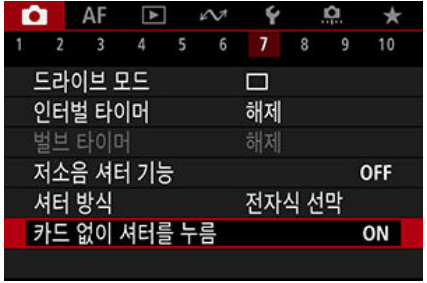 AF
1 2 3 4 5 6 7 8 9 10
드라이브 모드
인터벌 타이머 해제
벌브 타이머 해제
저소음 셔터 기능 OFF
셔터 방식 전자식 선막
카드 없이 셔터를 누름 ON